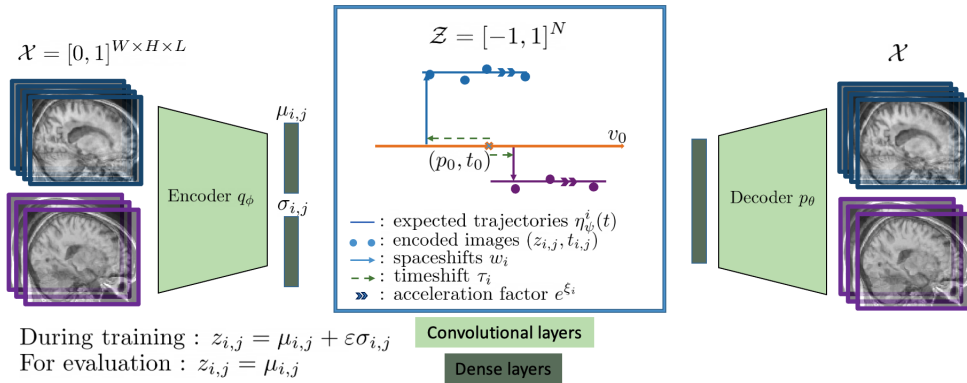 𝒳 = [0, 1]^{W×H×L}
𝒵 = [−1, 1]^N
𝒳
μ_{i,j}
v_0
(p_0, t_0)
Encoder q_ϕ
Decoder p_θ
σ_{i,j}
: expected trajectories η^i_ψ(t)
: encoded images (z_{i,j}, t_{i,j})
: spaceshifts w_i
: timeshift τ_i
: acceleration factor e^{ξ_i}
During training : z_{i,j} = μ_{i,j} + εσ_{i,j}
For evaluation : z_{i,j} = μ_{i,j}
Convolutional layers
Dense layers